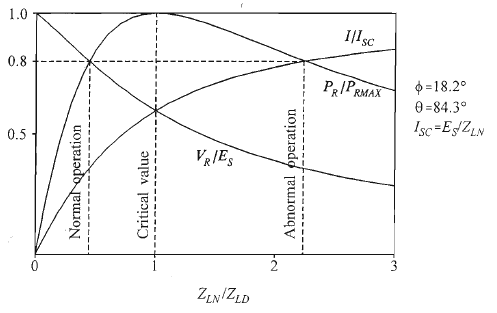 1.0
I/I_SC
0.8
P_R/P_RMAX
ϕ=18.2°
θ=84.3°
I_SC=E_S/Z_LN
0.5
V_R/E_S
Normal operation
Critical value
Abnormal operation
0
1
2
3
Z_LN/Z_LD